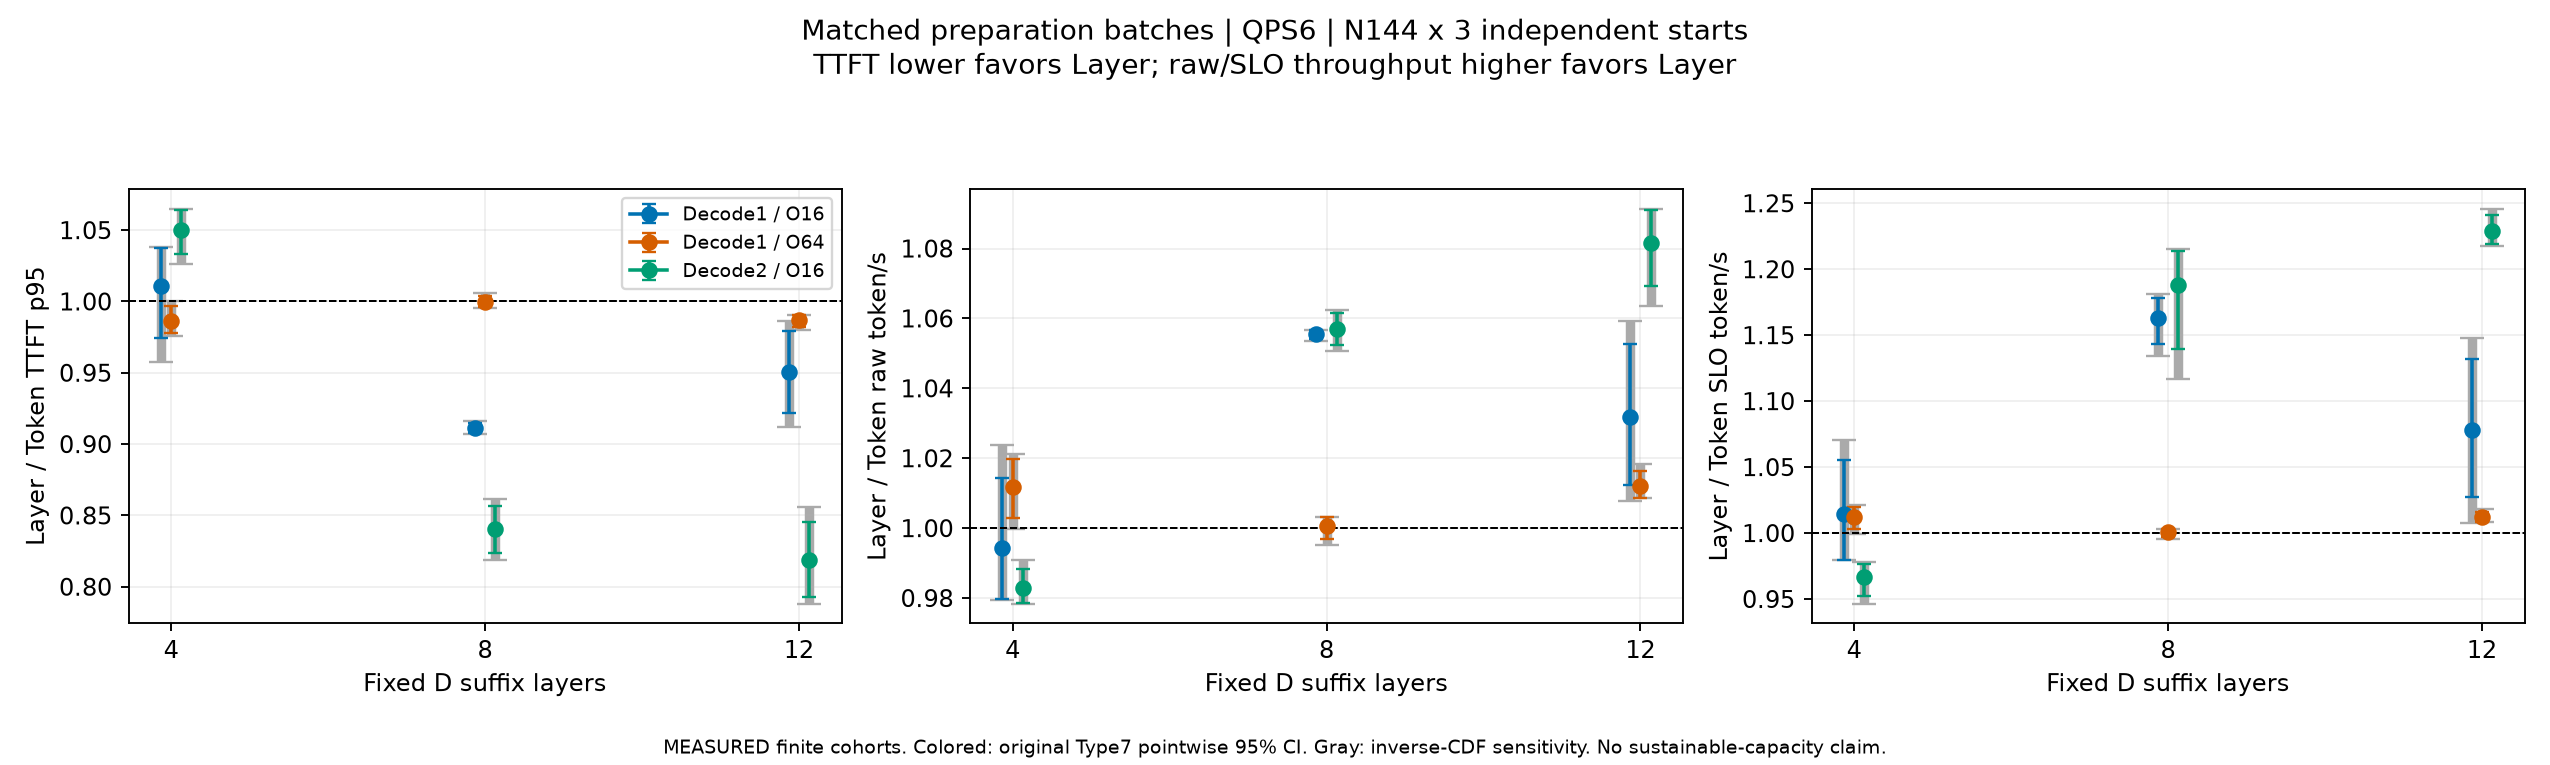 Matched preparation batches | QPS6 | N144 x 3 independent starts
TTFT lower favors Layer; raw/SLO throughput higher favors Layer
Layer / Token TTFT p95
1.05
1.00
0.95
0.90
0.85
0.80
Decode1 / O16
Decode1 / O64
Decode2 / O16
4
8
12
Fixed D suffix layers
Layer / Token raw token/s
1.08
1.06
1.04
1.02
1.00
0.98
4
8
12
Fixed D suffix layers
Layer / Token SLO token/s
1.25
1.20
1.15
1.10
1.05
1.00
0.95
4
8
12
Fixed D suffix layers
MEASURED finite cohorts. Colored: original Type7 pointwise 95% CI. Gray: inverse-CDF sensitivity. No sustainable-capacity claim.